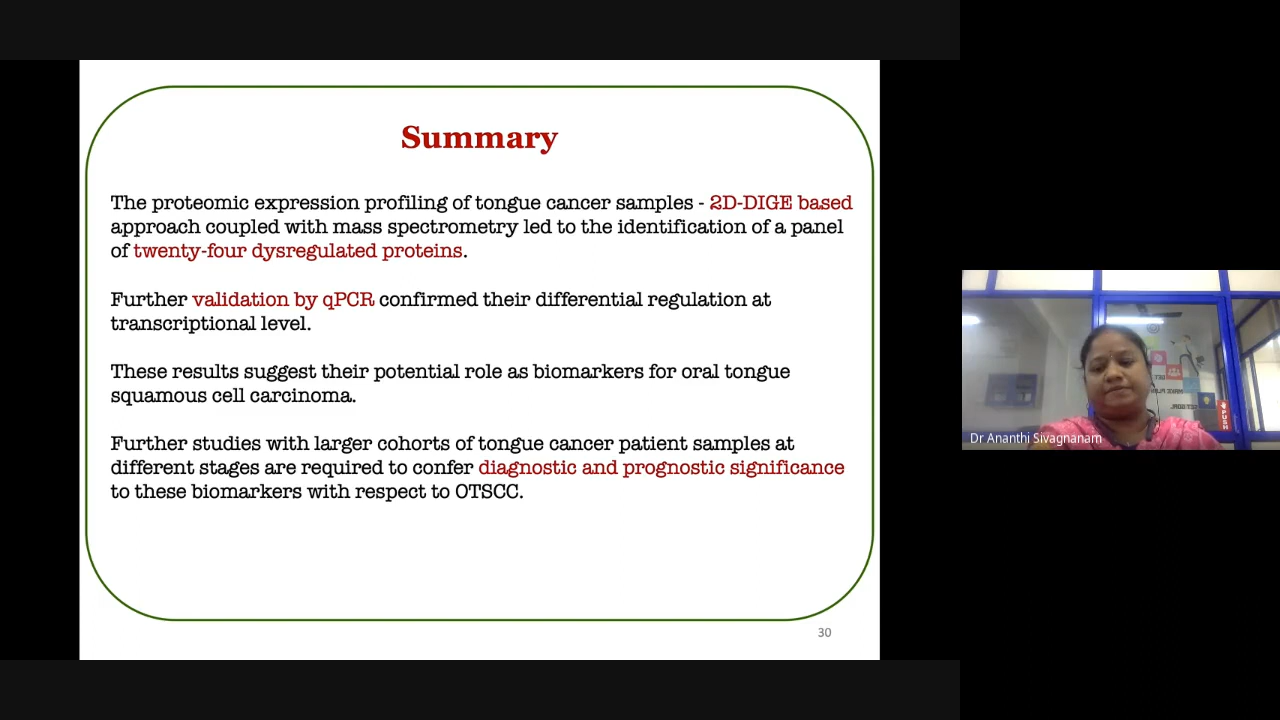 Summary
The proteomic expression profiling of tongue cancer samples - 2D-DIGE based
approach coupled with mass spectrometry led to the identification of a panel
of twenty-four dysregulated proteins.
Further validation by qPCR confirmed their differential regulation at
transcriptional level.
These results suggest their potential role as biomarkers for oral tongue
squamous cell carcinoma.
Further studies with larger cohorts of tongue cancer patient samples at
different stages are required to confer diagnostic and prognostic significance
to these biomarkers with respect to OTSCC.
30
PUSH
Dr Ananthi Sivagnanam